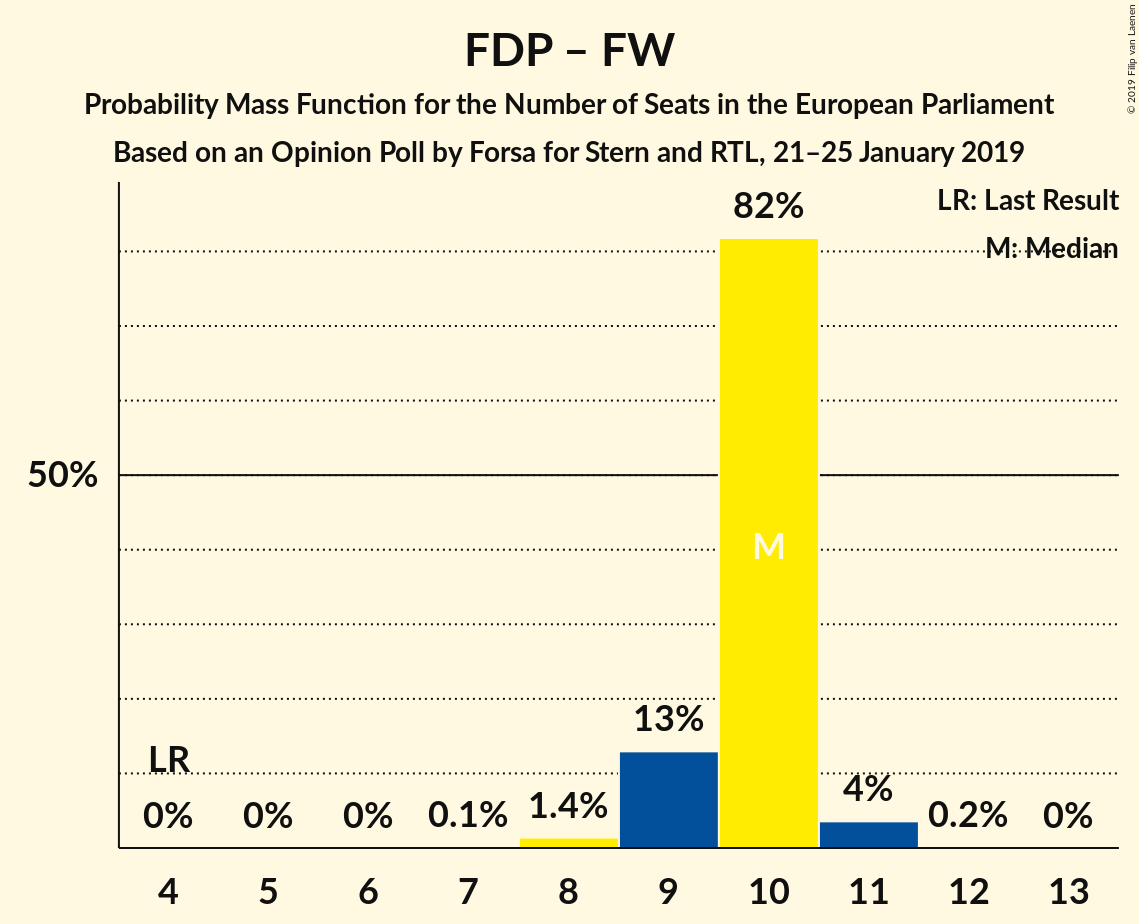 FDP – FW
Probability Mass Function for the Number of Seats in the European Parliament
Based on an Opinion Poll by Forsa for Stern and RTL, 21–25 January 2019
© 2019 Filip van Laenen
LR: Last Result
M: Median
82%
50%
M
13%
LR
4%
1.4%
0% 0% 0% 0.1% 0.2% 0%
4 5 6 7 8 9 10 11 12 13